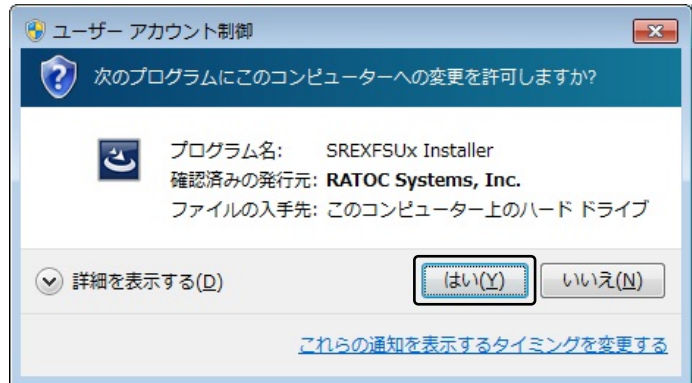 ユーザー アカウント制御
次のプログラムにこのコンピューターへの変更を許可しますか?
プログラム名: SREXFSUx Installer
確認済みの発行元: RATOC Systems, Inc.
ファイルの入手先: このコンピューター上のハード ドライブ
詳細を表示する(D) はい(Y) いいえ(N)
これらの通知を表示するタイミングを変更する